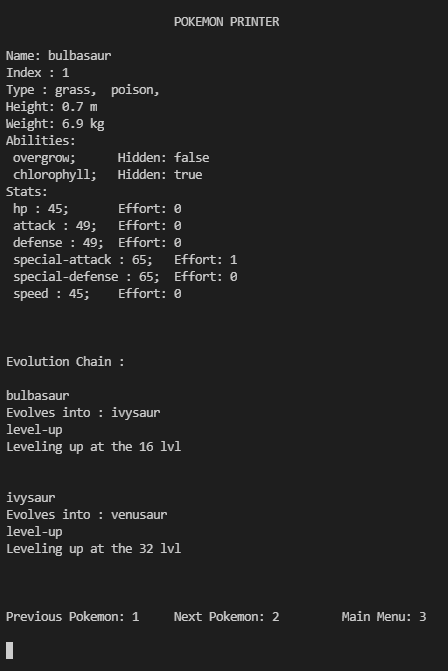 POKEMON PRINTER
Name: bulbasaur
Index : 1
Type : grass,  poison,
Height: 0.7 m
Weight: 6.9 kg
Abilities:
 overgrow;      Hidden: false
 chlorophyll;   Hidden: true
Stats:
 hp : 45;       Effort: 0
 attack : 49;   Effort: 0
 defense : 49;  Effort: 0
 special-attack : 65;   Effort: 1
 special-defense : 65;  Effort: 0
 speed : 45;    Effort: 0
Evolution Chain :
bulbasaur
Evolves into : ivysaur
level-up
Leveling up at the 16 lvl
ivysaur
Evolves into : venusaur
level-up
Leveling up at the 32 lvl
Previous Pokemon: 1     Next Pokemon: 2         Main Menu: 3